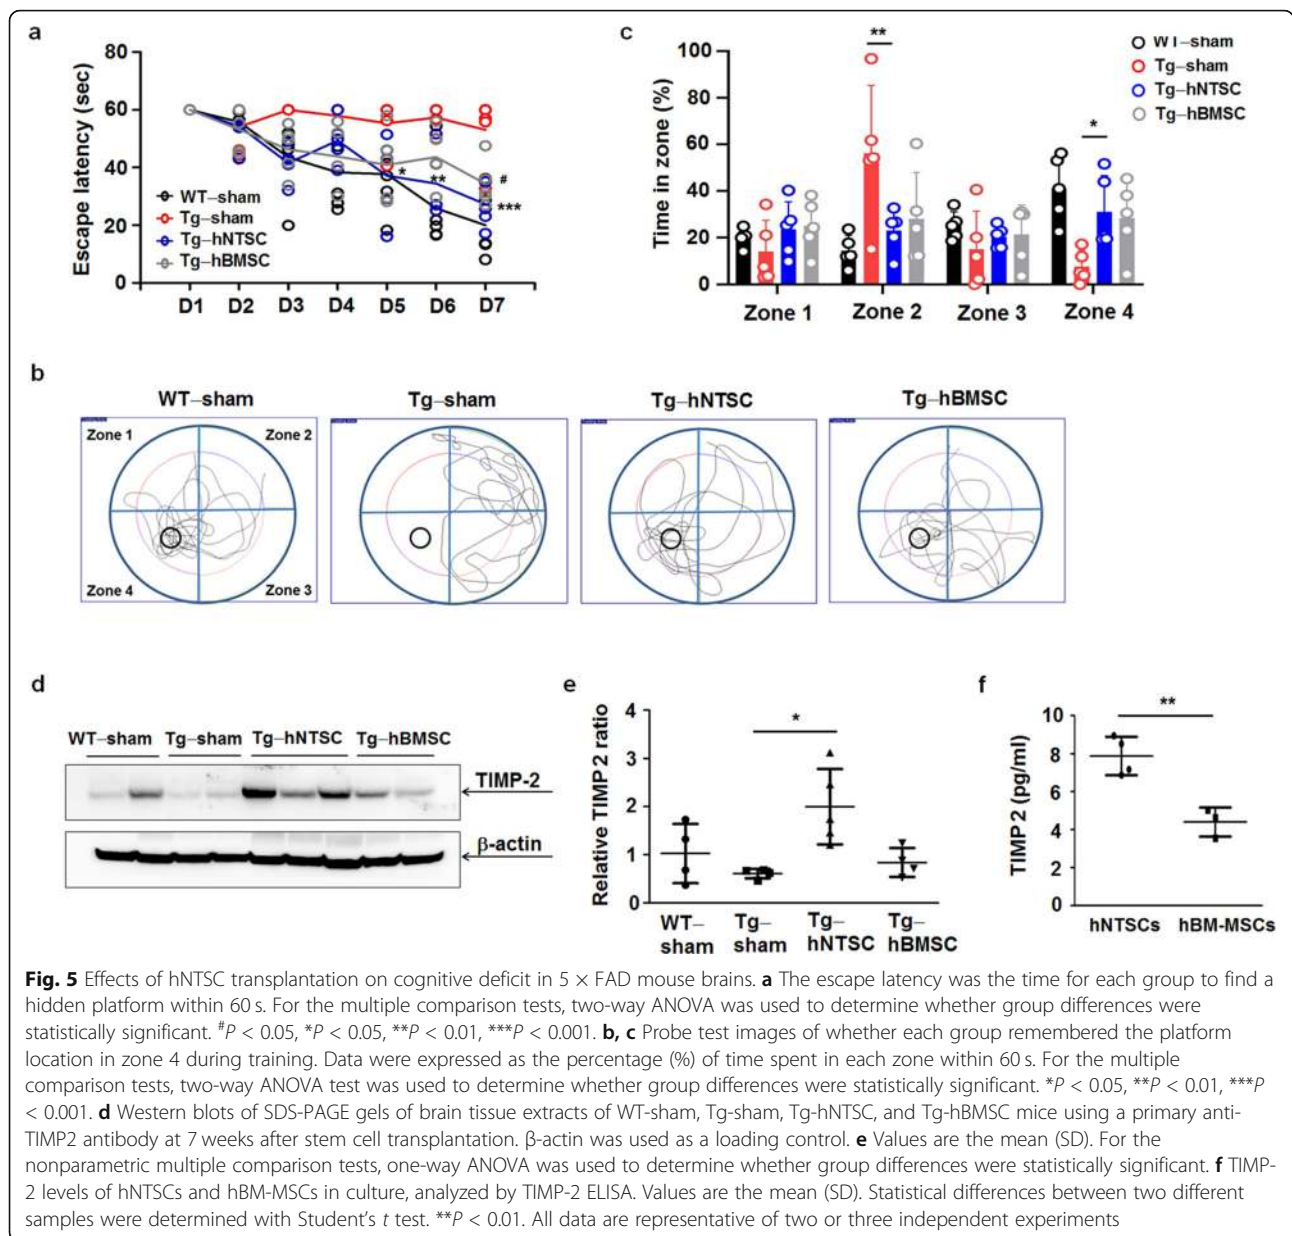 a
Escape latency (sec)
80
60
40
20
0
D1 D2 D3 D4 D5 D6 D7
WT–sham
Tg–sham
Tg–hNTSC
Tg–hBMSC
*
**
#
***
c
Time in zone (%)
100
80
60
40
20
0
Zone 1 Zone 2 Zone 3 Zone 4
**
*
WT–sham
Tg–sham
Tg–hNTSC
Tg–hBMSC
b
WT–sham Tg–sham Tg–hNTSC Tg–hBMSC
Zone 1 Zone 2
Zone 4 Zone 3
d
WT–sham Tg–sham Tg–hNTSC Tg–hBMSC
TIMP-2
β-actin
e
Relative TIMP2 ratio
4
3
2
1
0
*
WT– Tg– Tg– Tg–
sham sham hNTSC hBMSC
f
TIMP2 (pg/ml)
10
8
6
4
2
0
**
hNTSCs hBM-MSCs
Fig. 5 Effects of hNTSC transplantation on cognitive deficit in 5 × FAD mouse brains. a The escape latency was the time for each group to find a
hidden platform within 60 s. For the multiple comparison tests, two-way ANOVA was used to determine whether group differences were
statistically significant. #P < 0.05, *P < 0.05, **P < 0.01, ***P < 0.001. b, c Probe test images of whether each group remembered the platform
location in zone 4 during training. Data were expressed as the percentage (%) of time spent in each zone within 60 s. For the multiple
comparison tests, two-way ANOVA test was used to determine whether group differences were statistically significant. *P < 0.05, **P < 0.01, ***P
< 0.001. d Western blots of SDS-PAGE gels of brain tissue extracts of WT-sham, Tg-sham, Tg-hNTSC, and Tg-hBMSC mice using a primary anti-
TIMP2 antibody at 7 weeks after stem cell transplantation. β-actin was used as a loading control. e Values are the mean (SD). For the
nonparametric multiple comparison tests, one-way ANOVA was used to determine whether group differences were statistically significant. f TIMP-
2 levels of hNTSCs and hBM-MSCs in culture, analyzed by TIMP-2 ELISA. Values are the mean (SD). Statistical differences between two different
samples were determined with Student's t test. **P < 0.01. All data are representative of two or three independent experiments